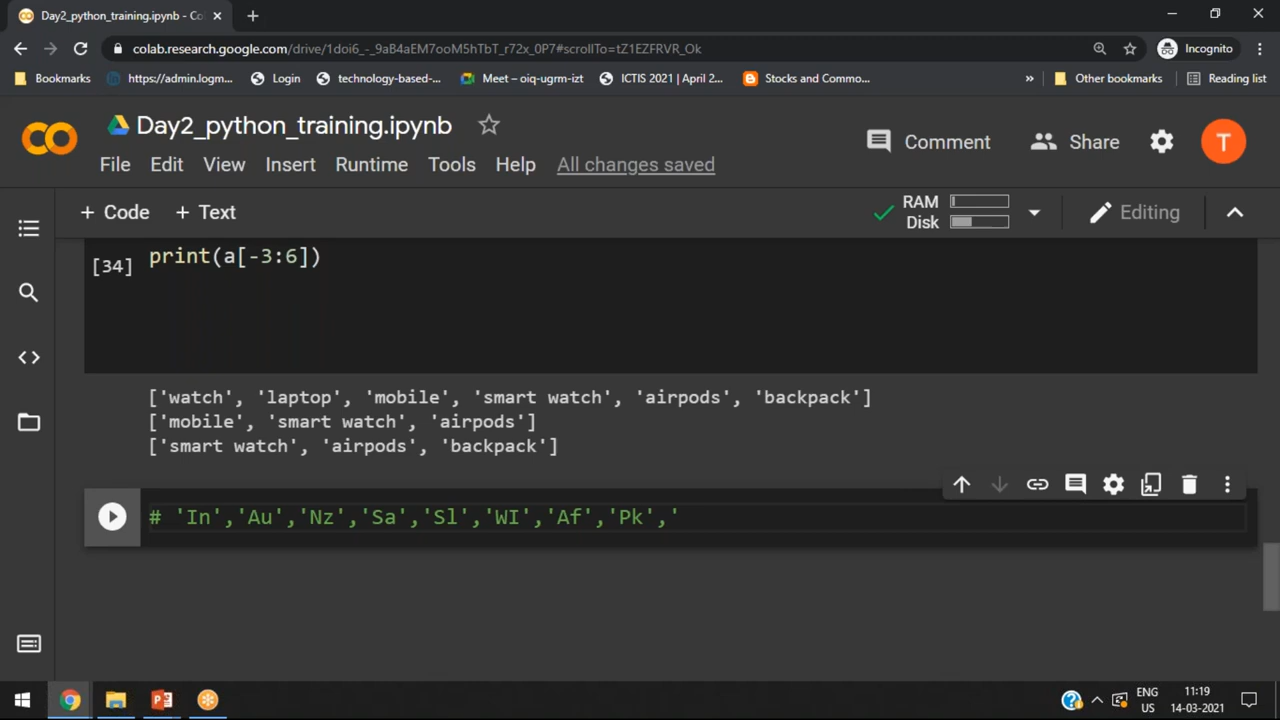 Day2_python_training.ipynb - Co
colab.research.google.com/drive/1doi6_-_9aB4aEM7ooM5hTbT_r72x_0P7#scrollTo=tZ1EZFRVR_Ok
Incognito
Bookmarks https://admin.logm... Login technology-based-... Meet – oiq-ugrm-izt ICTIS 2021 | April 2... Stocks and Commo... » Other bookmarks Reading list
Day2_python_training.ipynb
Comment Share T
File Edit View Insert Runtime Tools Help All changes saved
+ Code + Text
RAM
Disk
Editing
[34] print(a[-3:6])
['watch', 'laptop', 'mobile', 'smart watch', 'airpods', 'backpack']
['mobile', 'smart watch', 'airpods']
['smart watch', 'airpods', 'backpack']
# 'In','Au','Nz','Sa','Sl','WI','Af','Pk','
ENG 11:19
US 14-03-2021